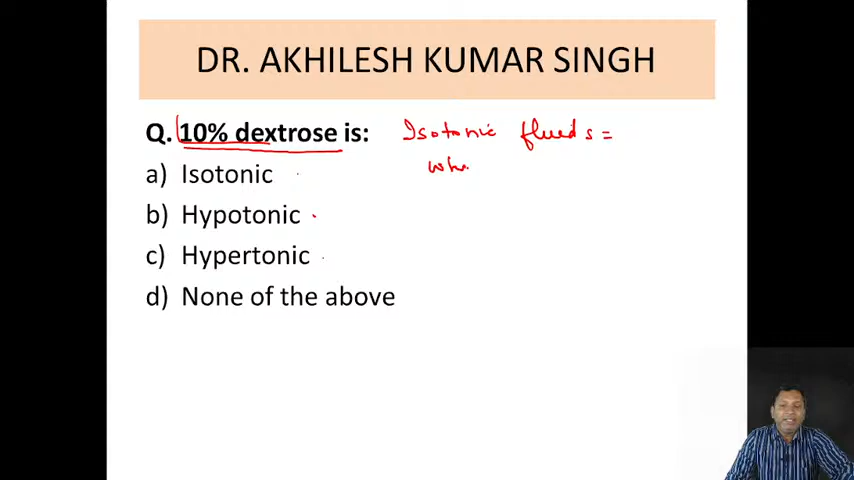 DR. AKHILESH KUMAR SINGH
Q. 10% dextrose is:
Isotonic fluids =
a) Isotonic
b) Hypotonic
c) Hypertonic
d) None of the above